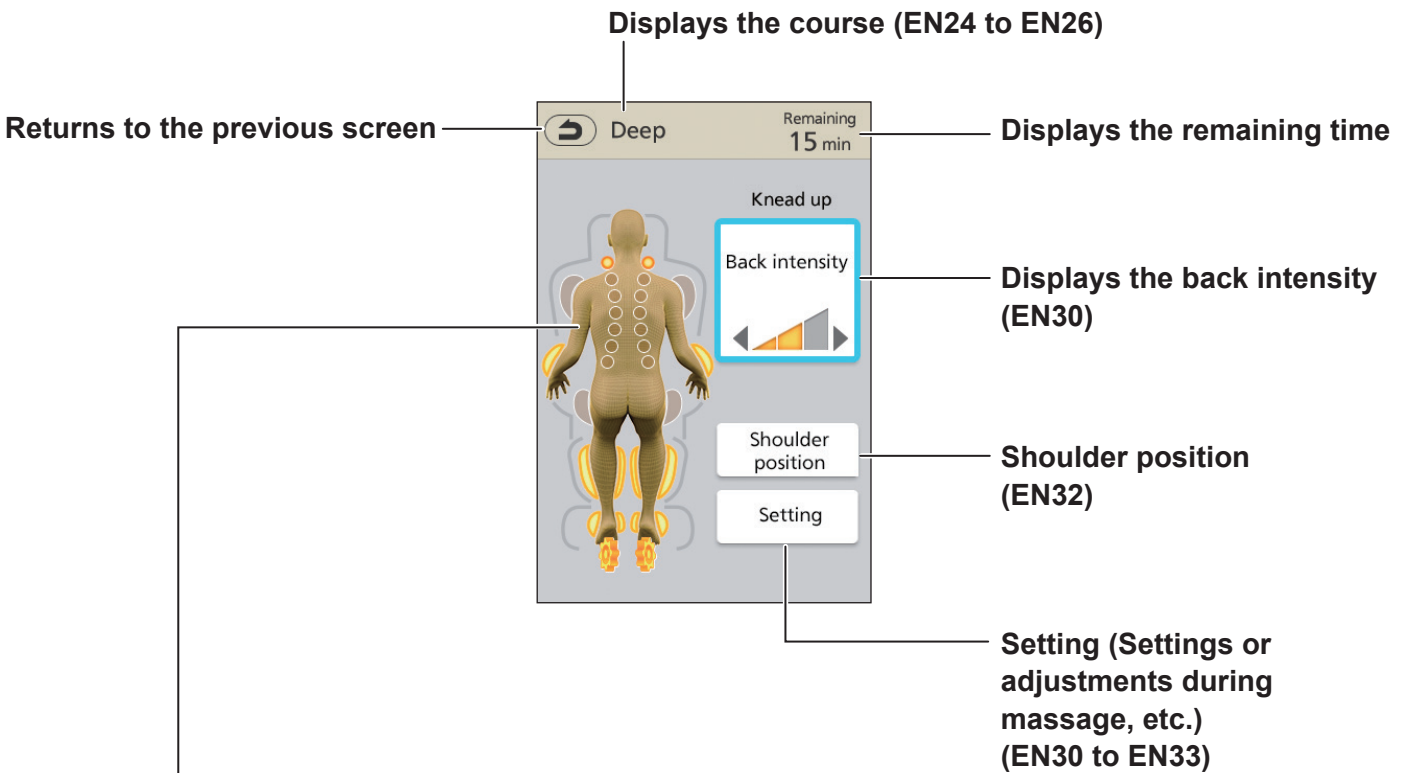 Displays the course (EN24 to EN26)
Returns to the previous screen
Deep
Remaining
15 min
Displays the remaining time
Knead up
Back intensity
Displays the back intensity
(EN30)
Shoulder
position
Shoulder position
(EN32)
Setting
Setting (Settings or
adjustments during
massage, etc.)
(EN30 to EN33)